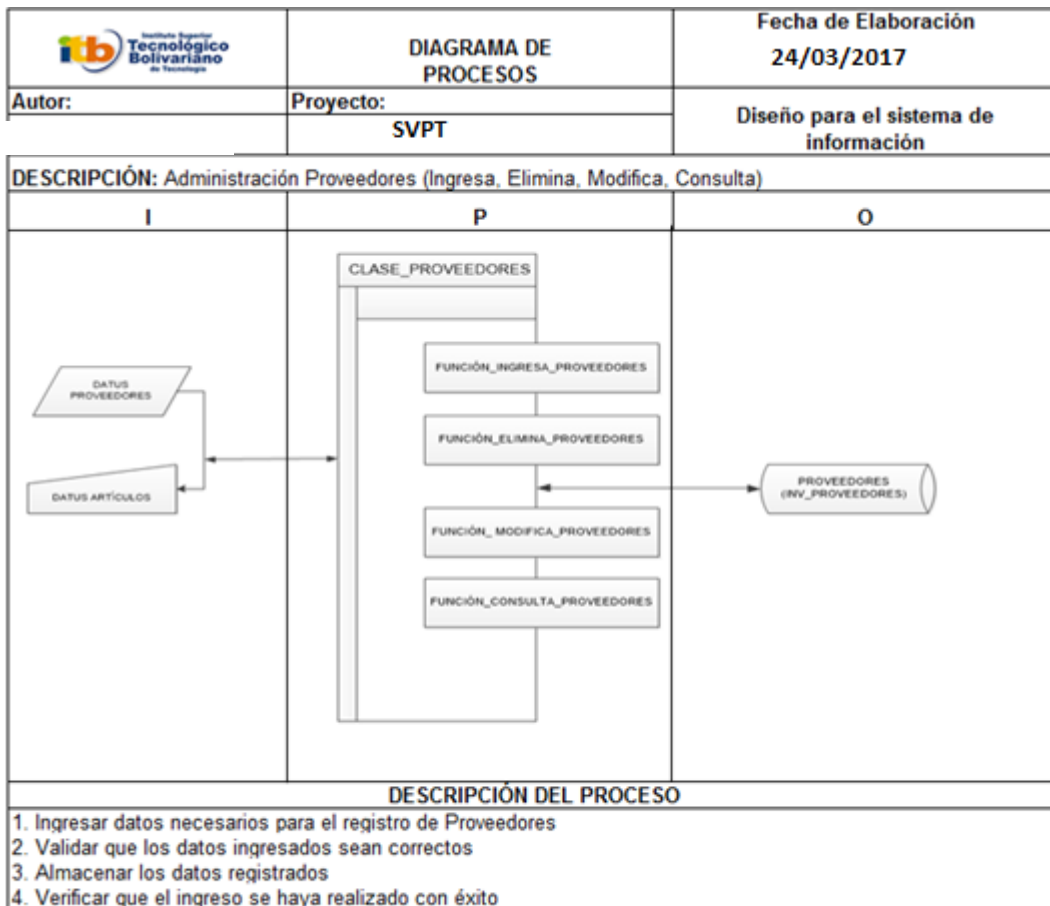 itb
Instituto Superior
Tecnológico
Bolivariano
de Tecnología
DIAGRAMA DE
PROCESOS
Fecha de Elaboración
24/03/2017
Autor:
Proyecto:
SVPT
Diseño para el sistema de
información
DESCRIPCIÓN: Administración Proveedores (Ingresa, Elimina, Modifica, Consulta)
I
P
O
CLASE_PROVEEDORES
DATUS
PROVEEDORES
DATUS ARTÍCULOS
FUNCIÓN_INGRESA_PROVEEDORES
FUNCIÓN_ELIMINA_PROVEEDORES
FUNCIÓN_ MODIFICA_PROVEEDORES
FUNCIÓN_CONSULTA_PROVEEDORES
PROVEEDORES
(INV_PROVEEDORES)
DESCRIPCIÓN DEL PROCESO
1. Ingresar datos necesarios para el registro de Proveedores
2. Validar que los datos ingresados sean correctos
3. Almacenar los datos registrados
4. Verificar que el ingreso se haya realizado con éxito